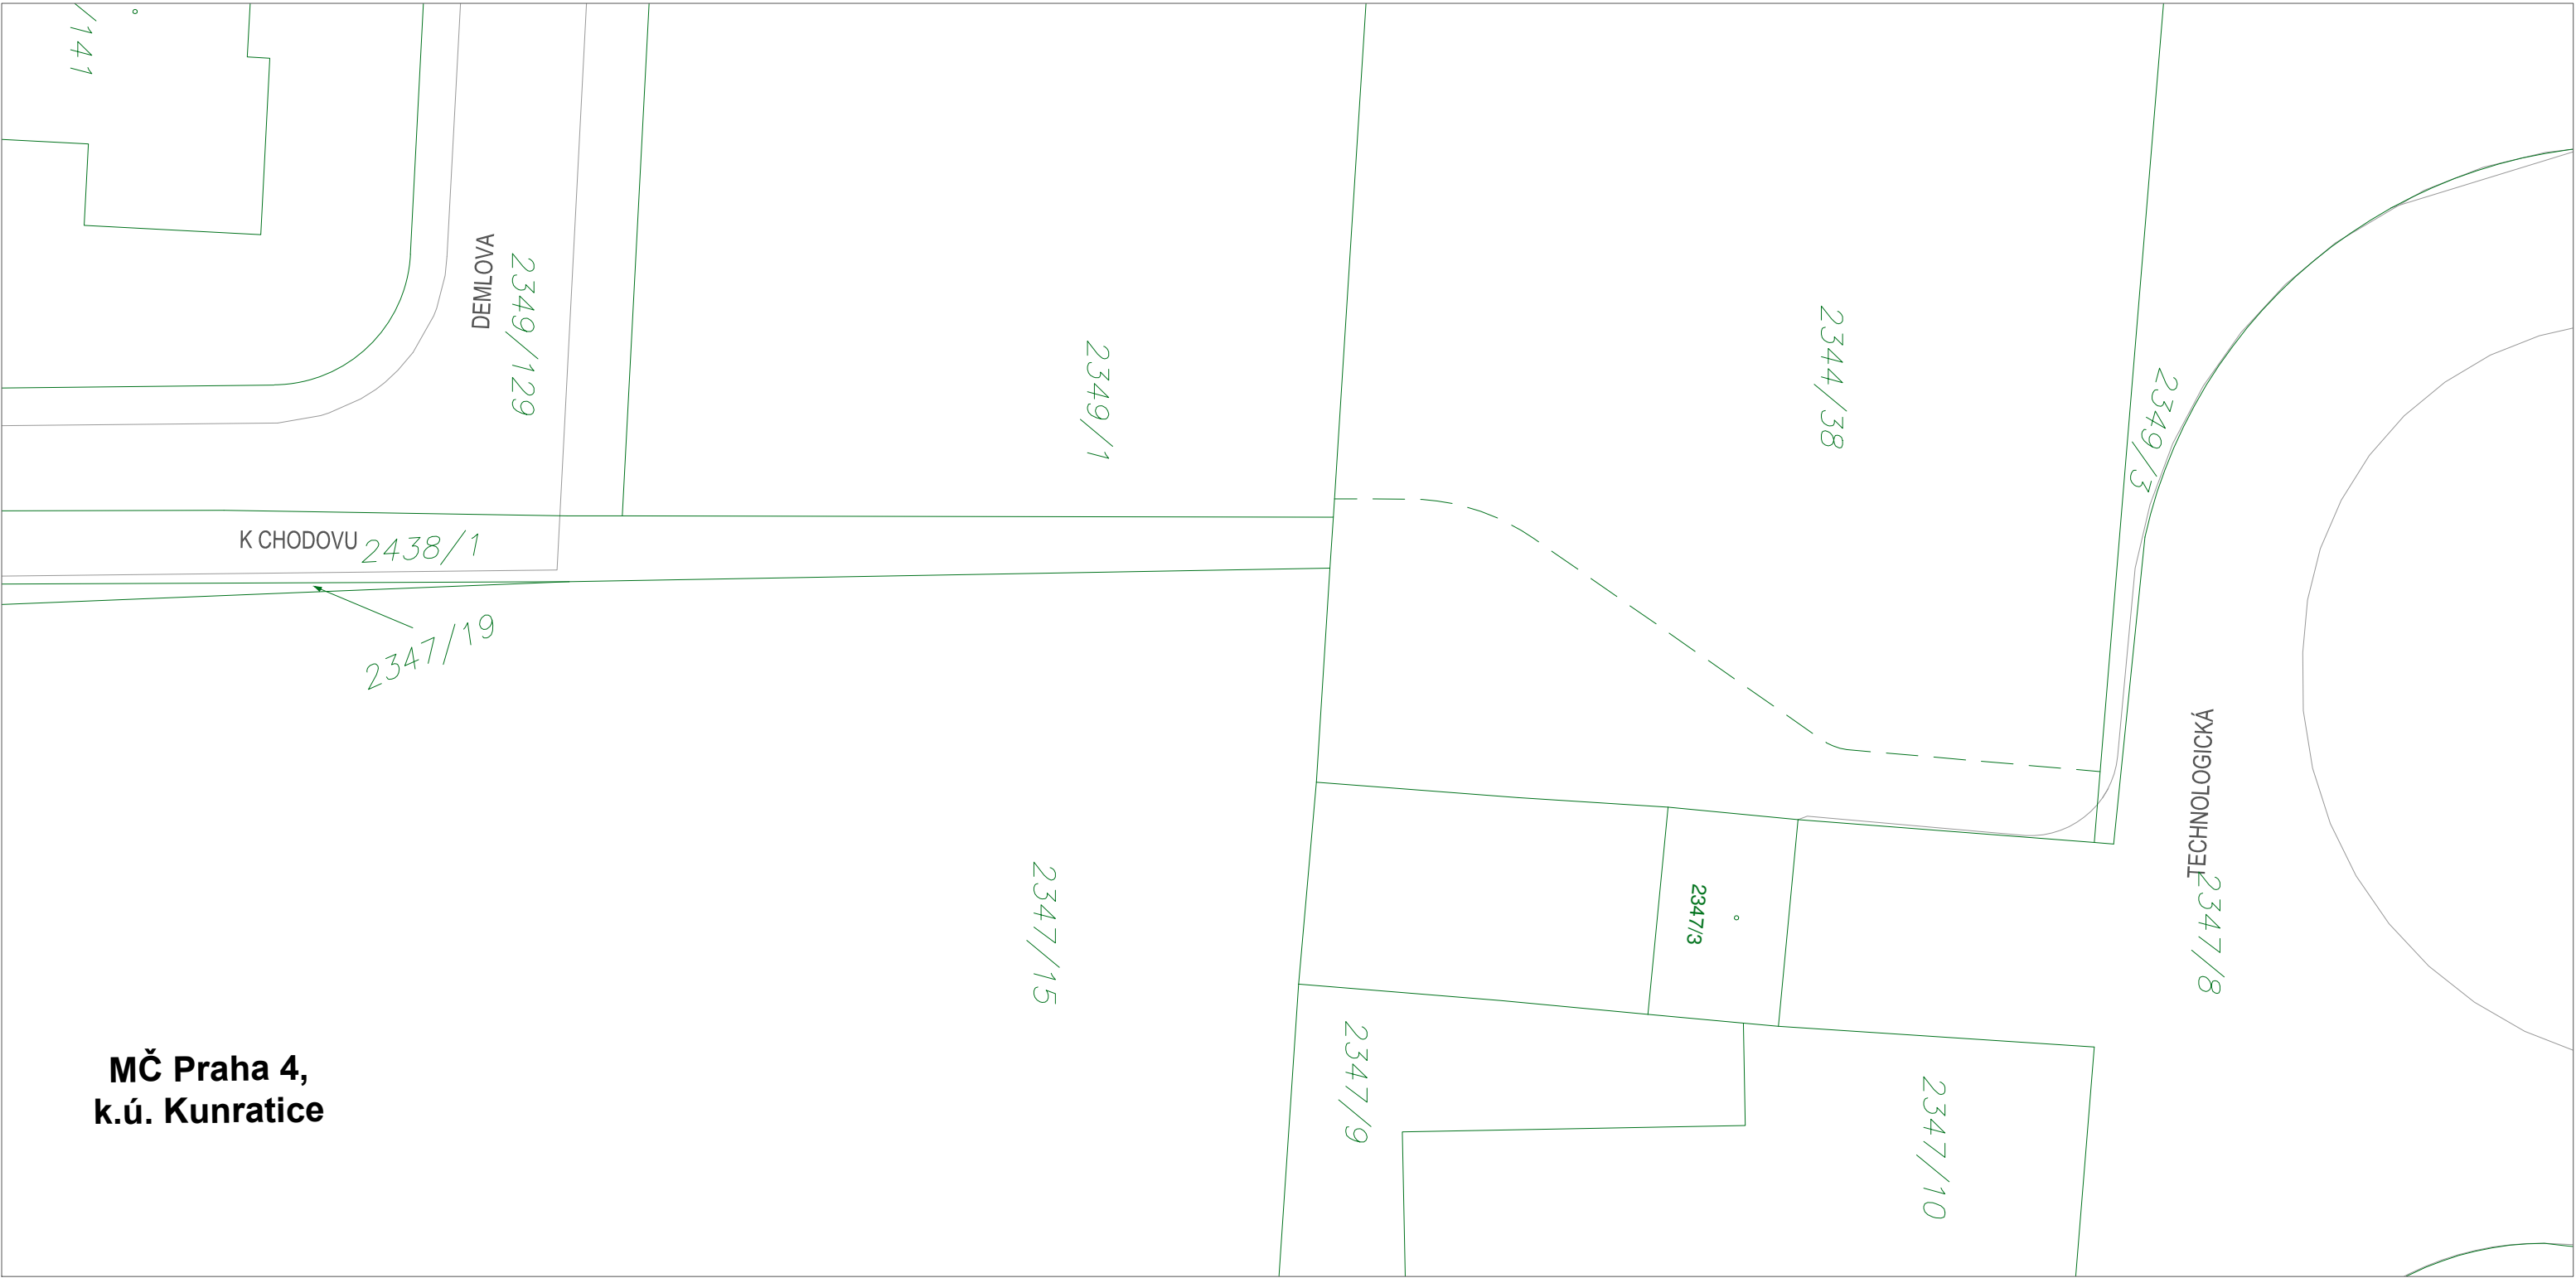 /141
DEMLOVA
2349/129
2349/1
2344/38
2349/3
K CHODOVU
2438/1
2347/19
TECHNOLOGICKÁ
2347/8
2347/3
2347/15
2347/9
2347/10
MČ Praha 4,
k.ú. Kunratice